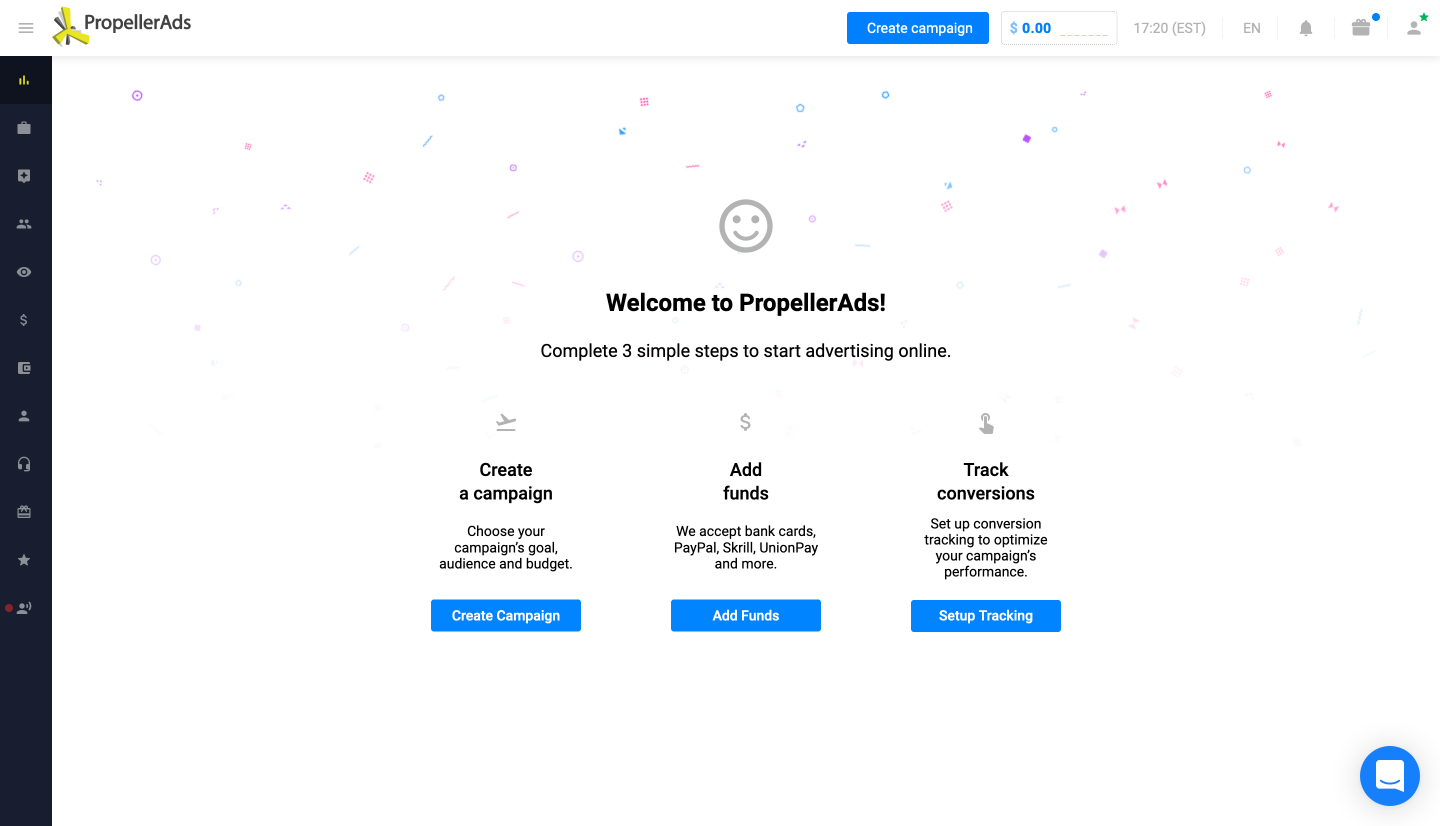 PropellerAds
Create campaign
$ 0.00
17:20 (EST)
EN
Welcome to PropellerAds!
Complete 3 simple steps to start advertising online.
Create
a campaign
Choose your
campaign's goal,
audience and budget.
Create Campaign
Add
funds
We accept bank cards,
PayPal, Skrill, UnionPay
and more.
Add Funds
Track
conversions
Set up conversion
tracking to optimize
your campaign's
performance.
Setup Tracking